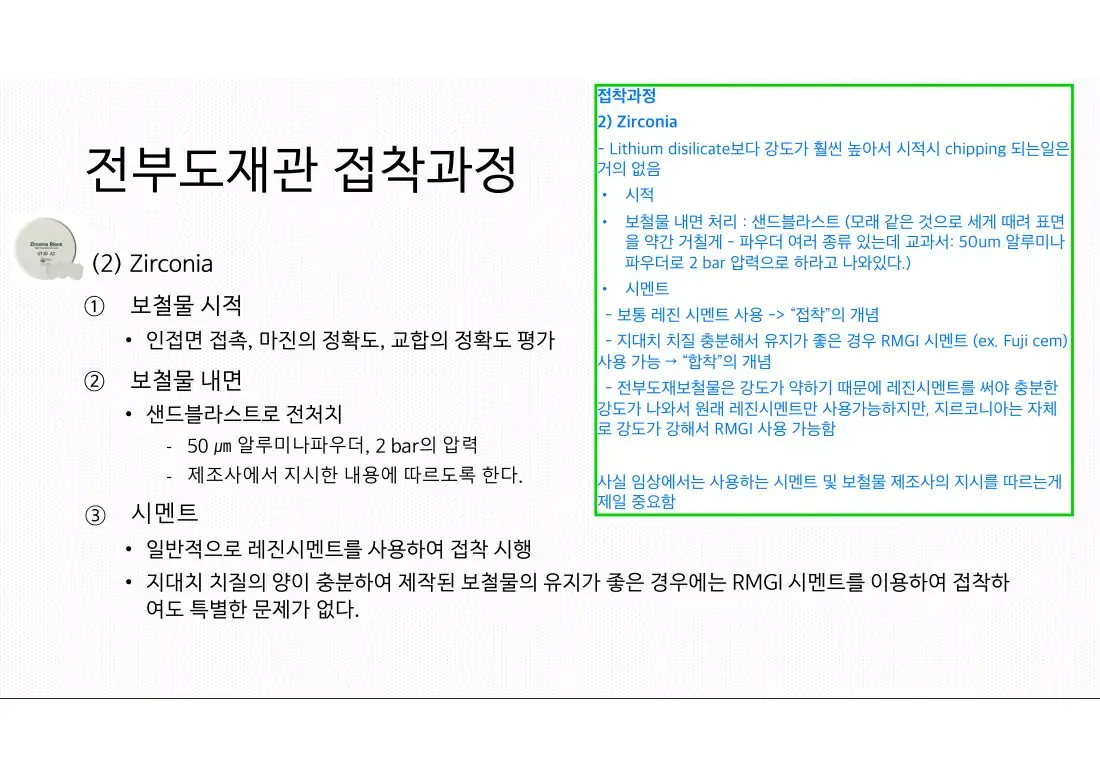 전부도재관 접착과정
Zirconia Block
(2) Zirconia
① 보철물 시적
• 인접면 접촉, 마진의 정확도, 교합의 정확도 평가
② 보철물 내면
• 샌드블라스트로 전처치
- 50 ㎛ 알루미나파우더, 2 bar의 압력
- 제조사에서 지시한 내용에 따르도록 한다.
③ 시멘트
• 일반적으로 레진시멘트를 사용하여 접착 시행
• 지대치 치질의 양이 충분하여 제작된 보철물의 유지가 좋은 경우에는 RMGI 시멘트를 이용하여 접착하
여도 특별한 문제가 없다.
접착과정
2) Zirconia
- Lithium disilicate보다 강도가 훨씬 높아서 시적시 chipping 되는일은
거의 없음
• 시적
• 보철물 내면 처리 : 샌드블라스트 (모래 같은 것으로 세게 때려 표면
을 약간 거칠게 - 파우더 여러 종류 있는데 교과서: 50um 알루미나
파우더로 2 bar 압력으로 하라고 나와있다.)
• 시멘트
- 보통 레진 시멘트 사용 -> “접착”의 개념
- 지대치 치질 충분해서 유지가 좋은 경우 RMGI 시멘트 (ex. Fuji cem)
사용 가능 → “합착”의 개념
- 전부도재보철물은 강도가 약하기 때문에 레진시멘트를 써야 충분한
강도가 나와서 원래 레진시멘트만 사용가능하지만, 지르코니아는 자체
로 강도가 강해서 RMGI 사용 가능함
사실 임상에서는 사용하는 시멘트 및 보철물 제조사의 지시를 따르는게
제일 중요함